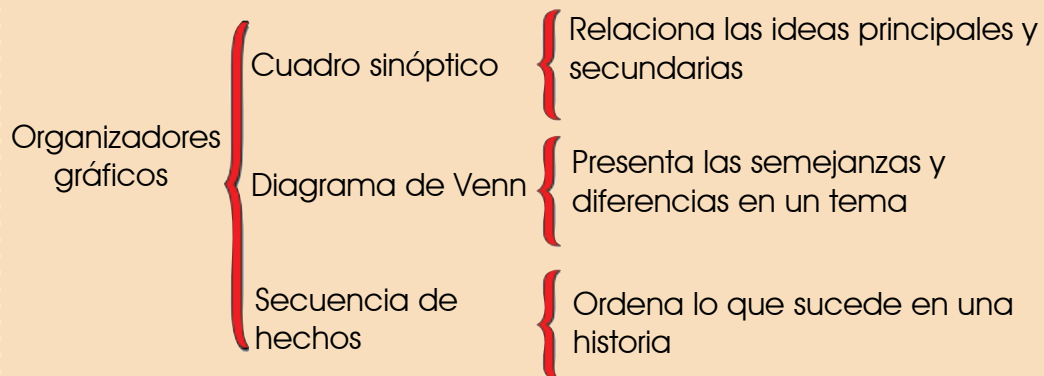 Organizadores
gráficos
Cuadro sinóptico
Relaciona las ideas principales y
secundarias
Diagrama de Venn
Presenta las semejanzas y
diferencias en un tema
Secuencia de
hechos
Ordena lo que sucede en una
historia